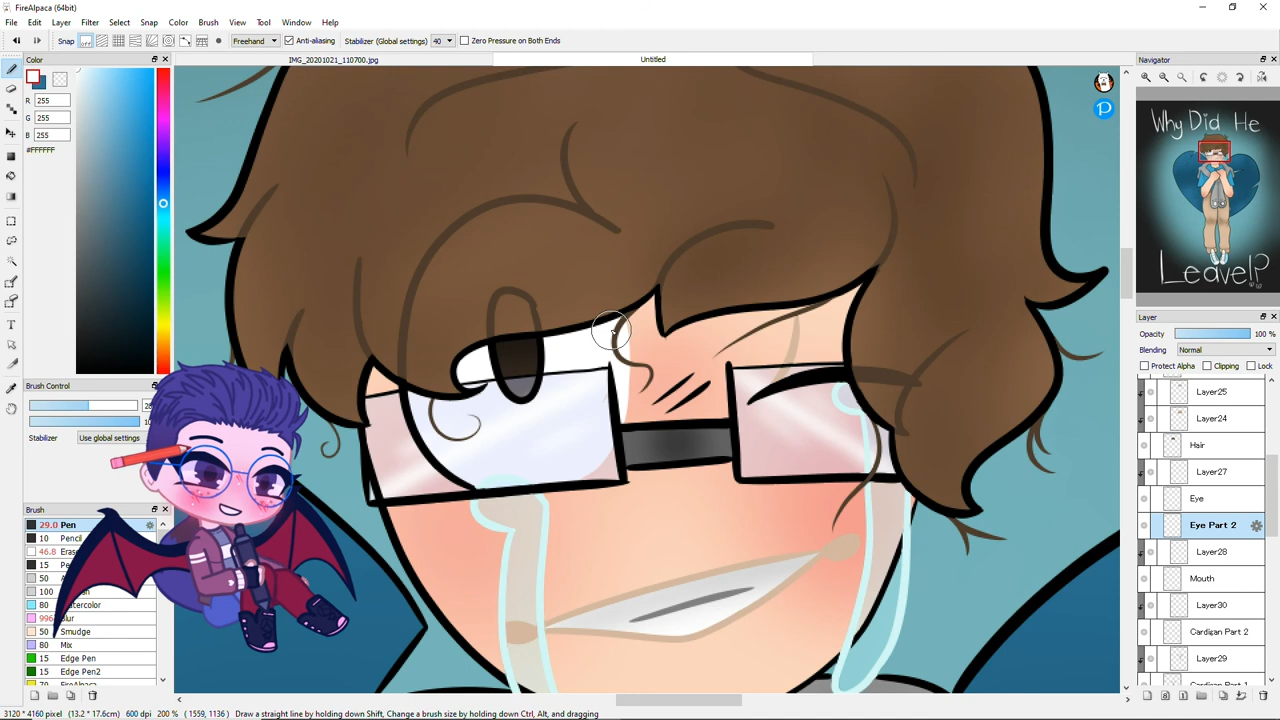 FireAlpaca (64bit)
File Edit Layer Filter Select Snap Color Brush View Tool Window Help
Snap OFF Freehand Anti-aliasing Stabilizer (Global settings) 40 Zero Pressure on Both Ends
Color
IMG_20201021_110700.jpg
Untitled
Navigator
R 255
G 255
B 255
#FFFFFF
Why Did He
Leave!?
Layer
Opacity 100 %
Blending Normal
Protect Alpha Clipping Lock
Layer25
Layer24
Hair
Layer27
Eye
Eye Part 2
Layer28
Mouth
Layer30
Cardigan Part 2
Layer29
Cardigan Part 1
Brush Control
Stabilizer Use global settings
Brush
29.0 Pen
10 Pencil
46.8
15
50
100
80
50 Smudge
80 Mix
15 Edge Pen
15 Edge Pen2
3120 * 4160 pixel (13.2 * 17.6cm) 600 dpi 200 % ( 1559, 1136 ) Draw a straight line by holding down Shift, Change a brush size by holding down Ctrl, Alt, and dragging